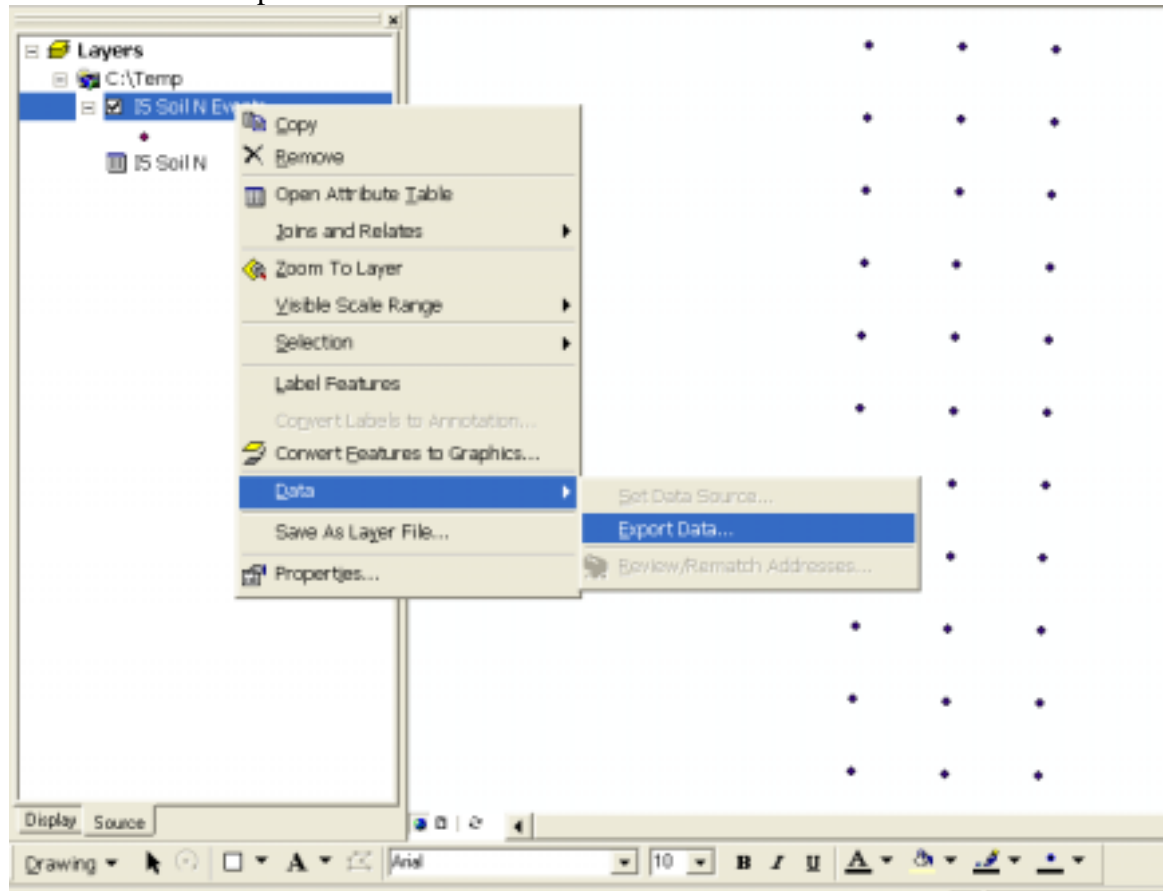 Layers
C:\Temp
I5 Soil N Events
I5 Soil N
Copy
Remove
Open Attribute Table
Joins and Relates
Zoom To Layer
Visible Scale Range
Selection
Label Features
Convert Labels to Annotation...
Convert Features to Graphics...
Data
Save As Layer File...
Properties...
Set Data Source...
Export Data...
Review/Rematch Addresses...
Display Source
Drawing A Arial 10 B I U A